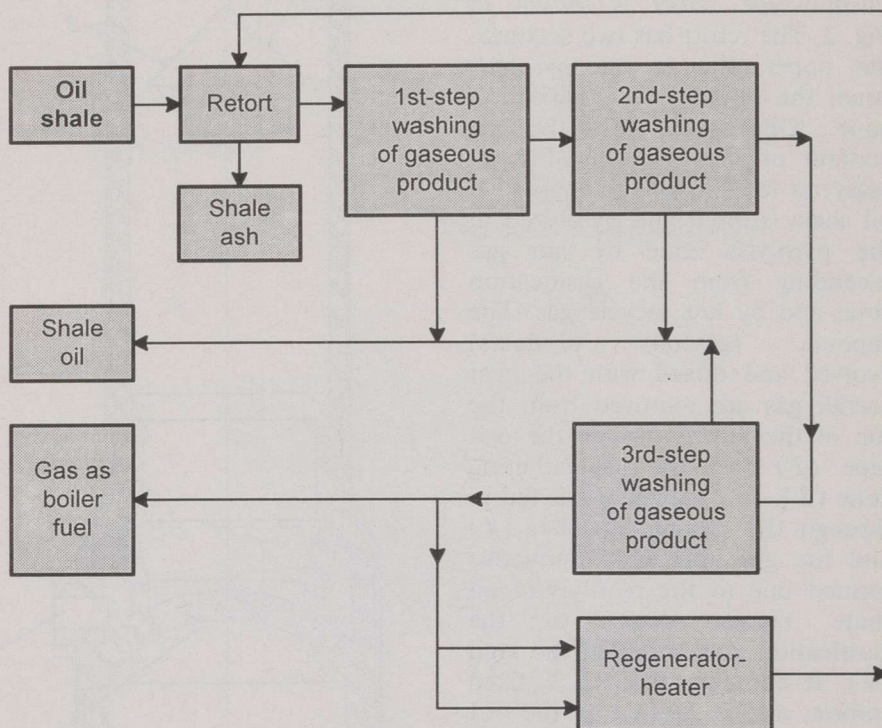 Oil
shale
Retort
1st-step
washing
of gaseous
product
2nd-step
washing
of gaseous
product
Shale
ash
Shale
oil
Gas as
boiler
fuel
3rd-step
washing
of gaseous
product
Regenerator-
heater